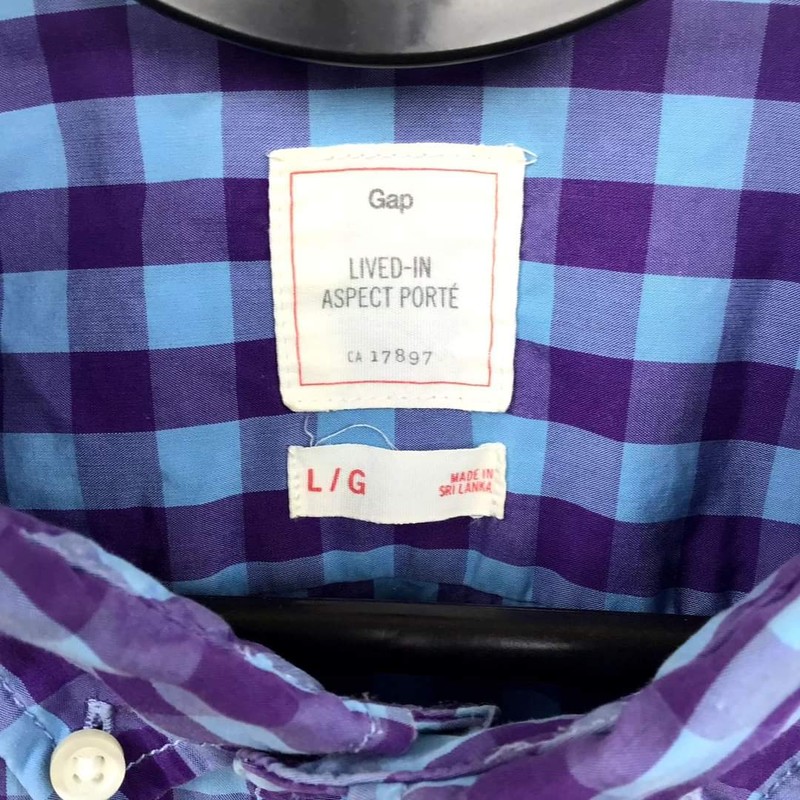 Gap
LIVED-IN
ASPECT PORTÉ
CA 17897
L/G
MADE IN
SRI LANKA